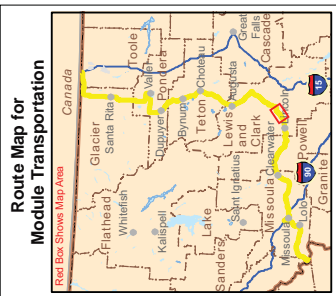 Route Map for
Module Transportation
Red Box Shows Map Area
Canada
Glacier
Toole
Santa Rita
Flathead
Whitefish
Valier
Pondera
Dupuyer
Kalispell
Bynum
Choteau
Teton
Lake
Great
Falls
Cascade
Augusta
Lewis
and
Clark
Saint Ignatius
Sanders
Lincoln
15
Missoula
Clearwater
Powell
90
Missoula
Lolo
Granite